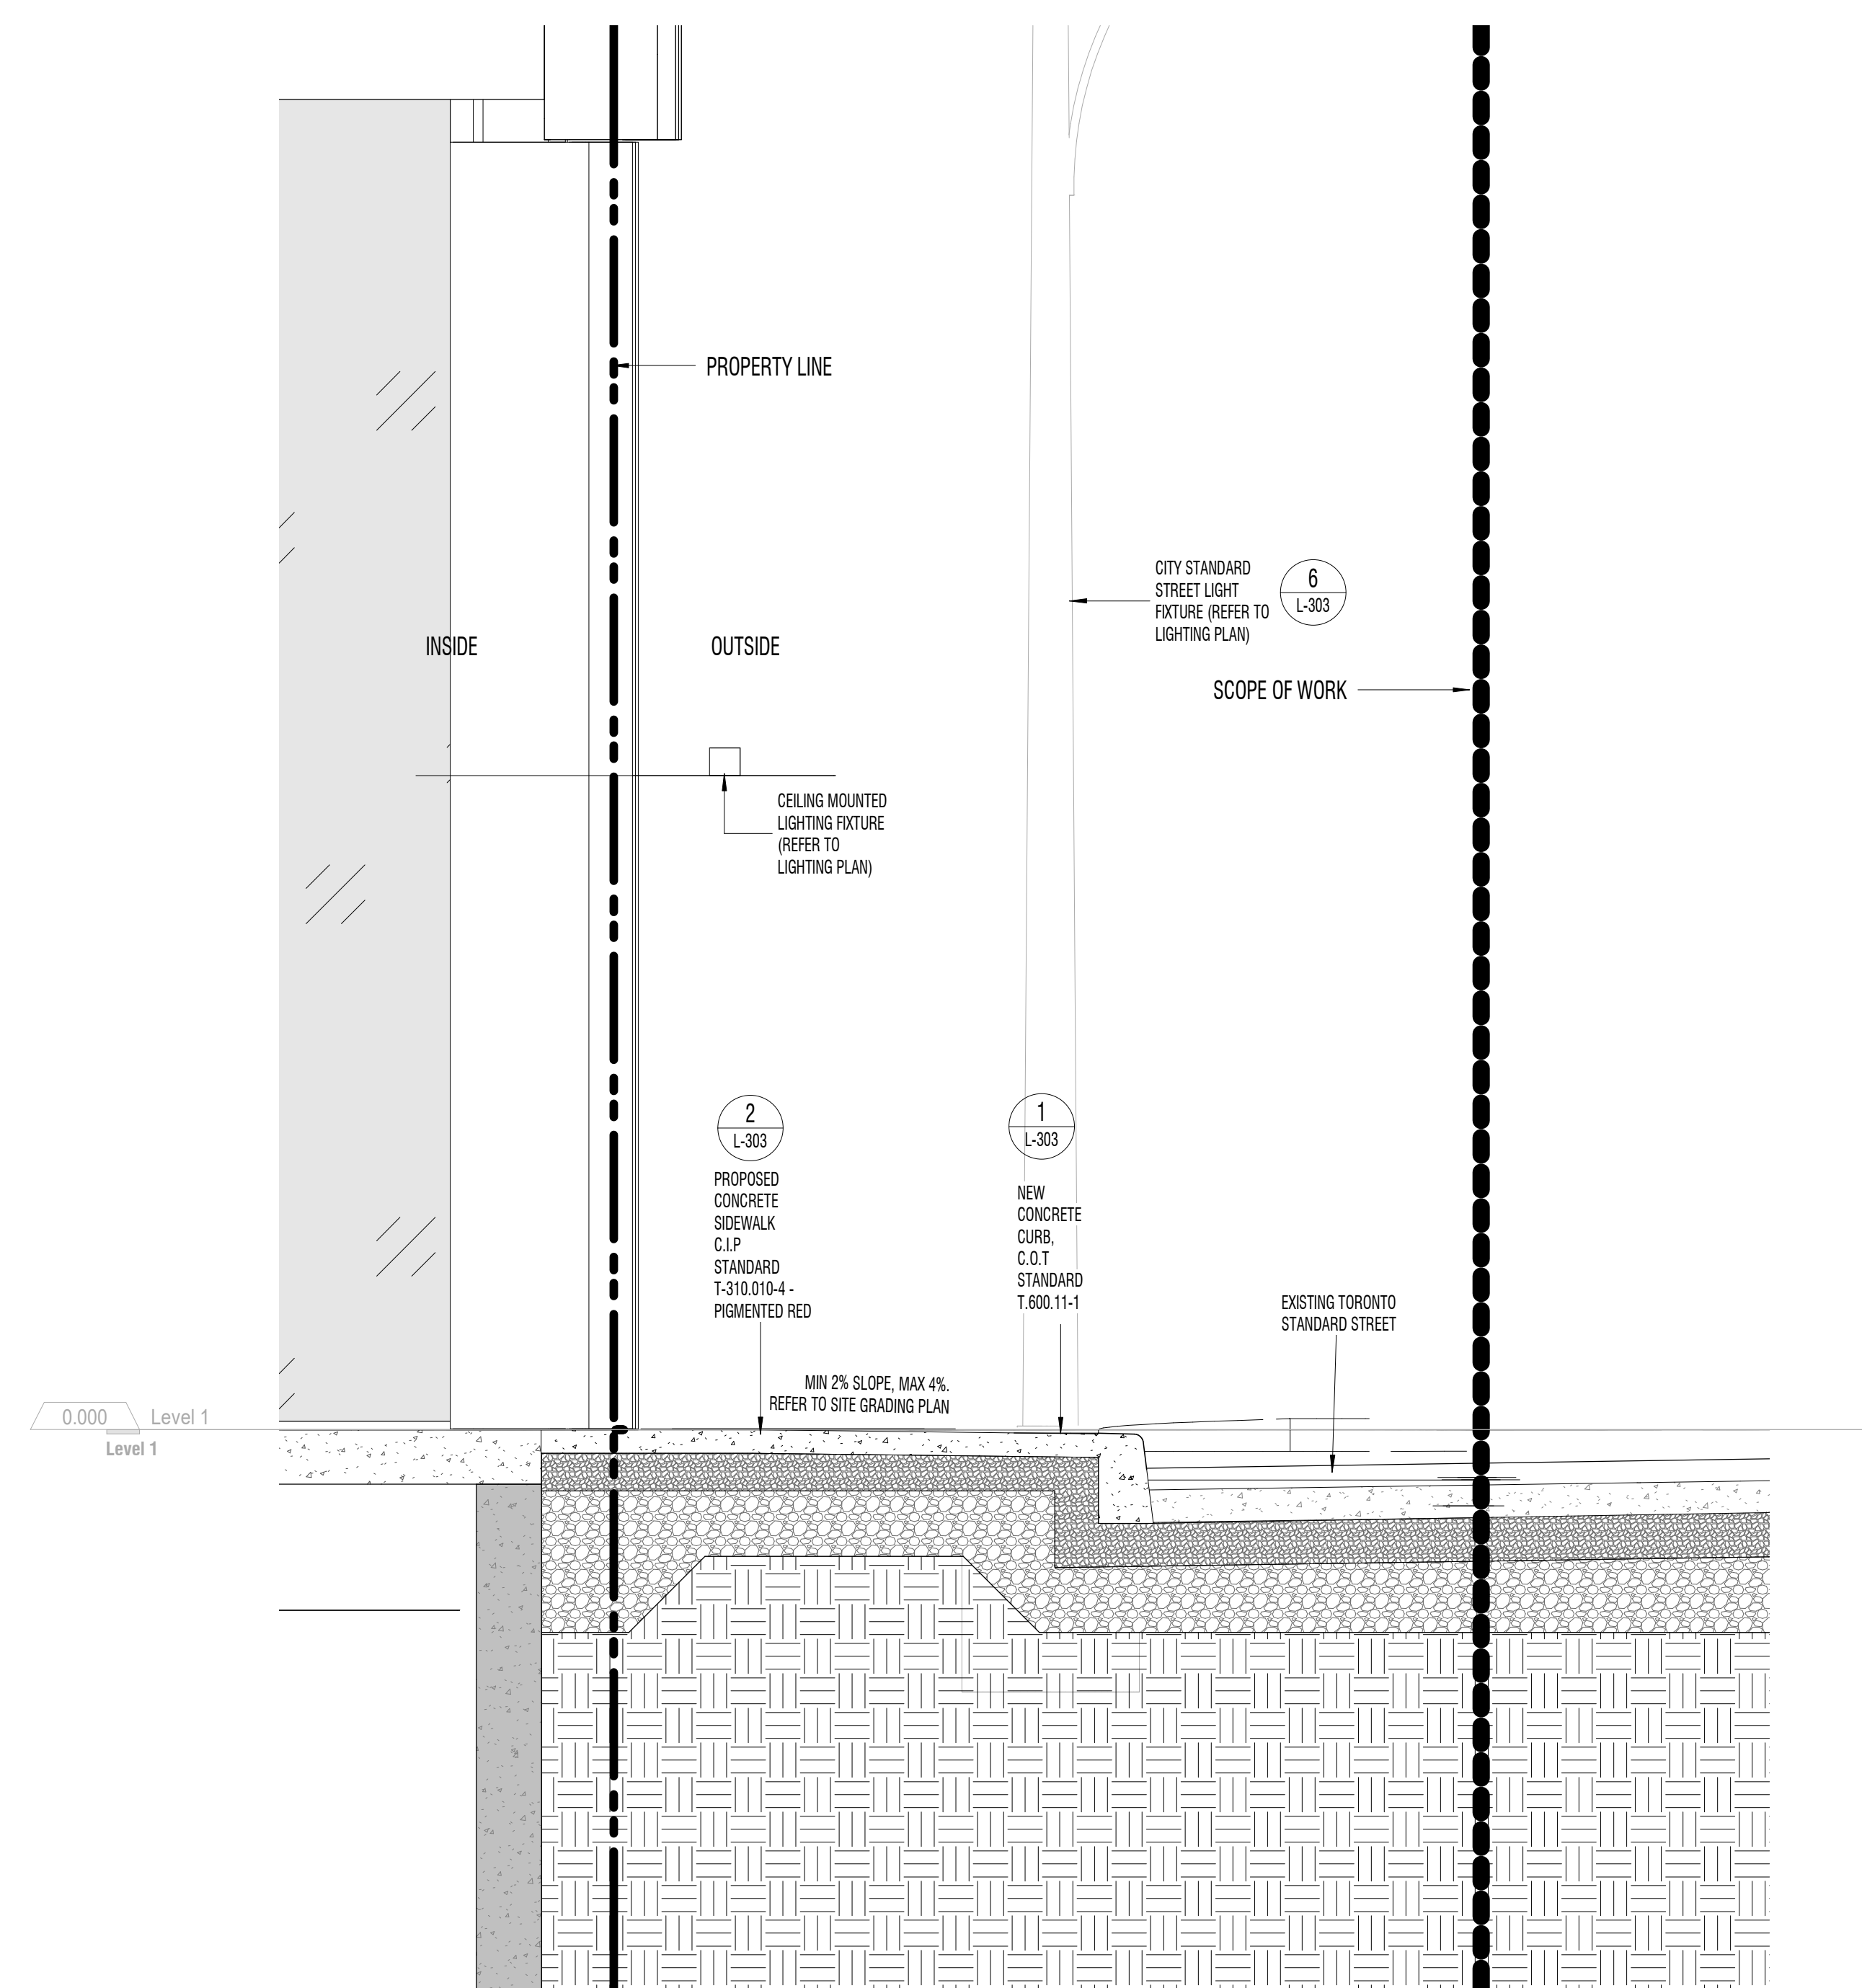 PROPERTY LINE
CITY STANDARD
STREET LIGHT
FIXTURE (REFER TO
LIGHTING PLAN)
6
L-303
INSIDE
OUTSIDE
SCOPE OF WORK
CEILING MOUNTED
LIGHTING FIXTURE
(REFER TO
LIGHTING PLAN)
2
L-303
PROPOSED
CONCRETE
SIDEWALK
C.I.P
STANDARD
T-310.010-4 -
PIGMENTED RED
1
L-303
NEW
CONCRETE
CURB,
C.O.T
STANDARD
T.600.11-1
EXISTING TORONTO
STANDARD STREET
MIN 2% SLOPE, MAX 4%.
REFER TO SITE GRADING PLAN
0.000
Level 1
Level 1